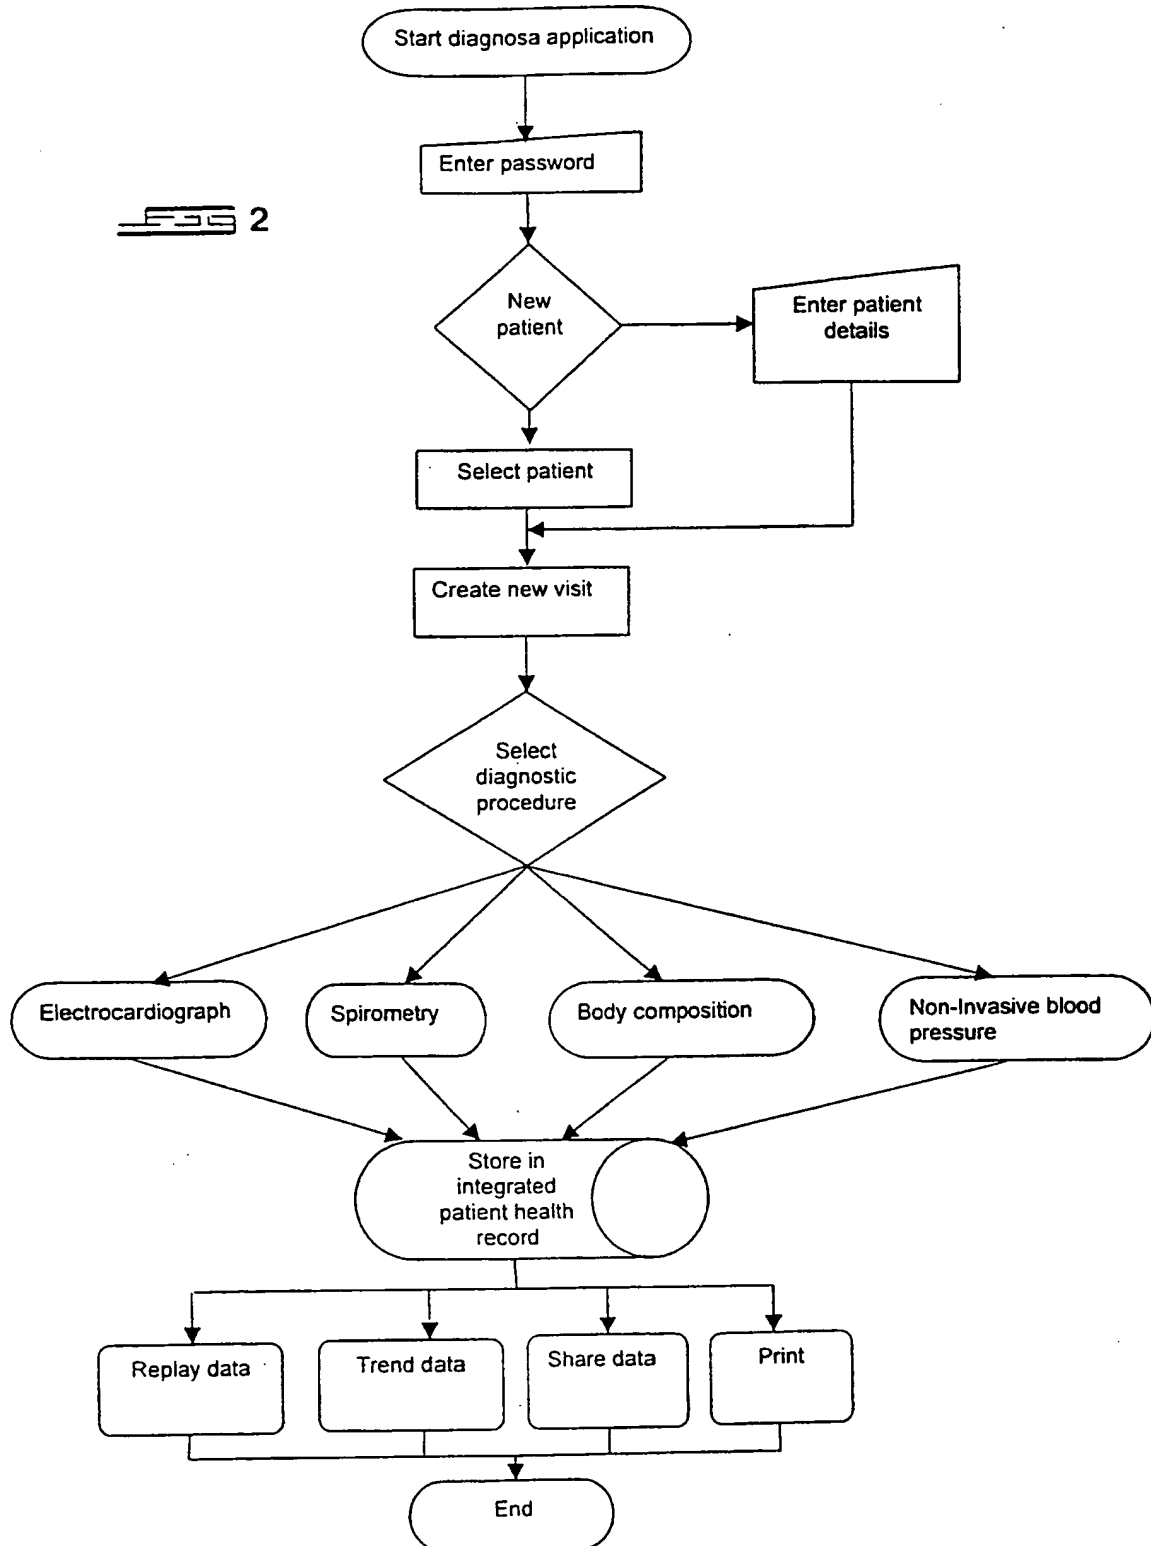 Start diagnosa application
Enter password
FIG 2
New
patient
Enter patient
details
Select patient
Create new visit
Select
diagnostic
procedure
Electrocardiograph
Spirometry
Body composition
Non-Invasive blood
pressure
Store in
integrated
patient health
record
Replay data
Trend data
Share data
Print
End